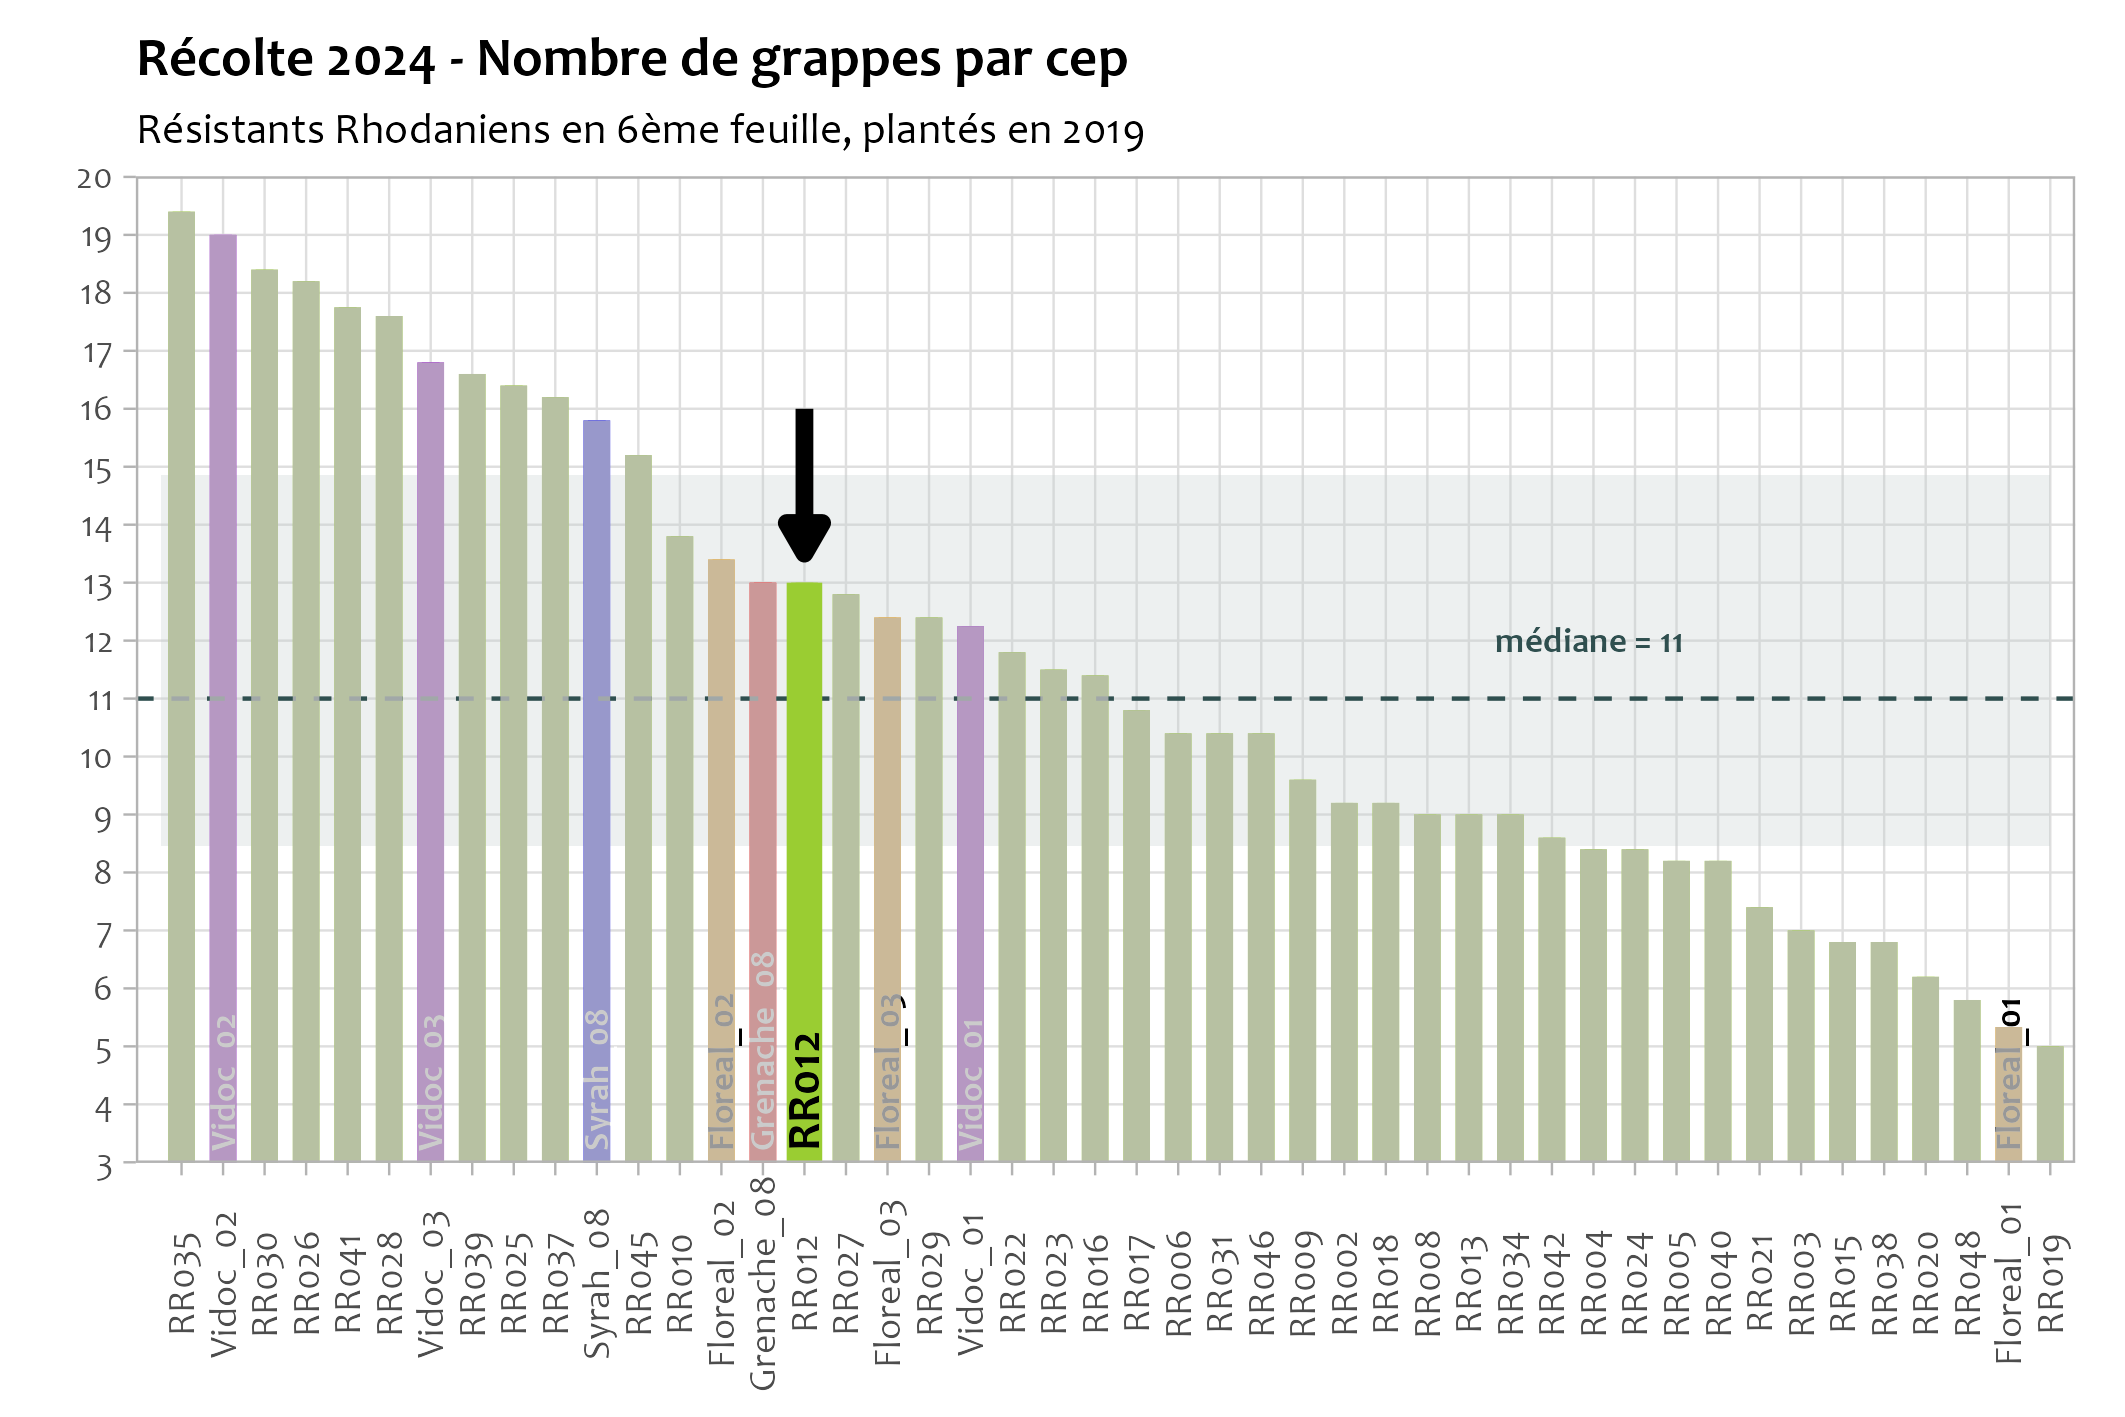 Récolte 2024 - Nombre de grappes par cep
Résistants Rhodaniens en 6ème feuille, plantés en 2019
20
19
18
17
16
15
14
13
12
11
10
9
8
7
6
5
4
3
médiane = 11
Vidoc_02
Vidoc_03
Syrah_08
Floreal_02
Grenache_08
RR012
Floreal_03
Vidoc_01
Floreal_01
RR035
Vidoc_02
RR030
RR026
RR041
RR028
Vidoc_03
RR039
RR025
RR037
Syrah_08
RR045
RR010
Floreal_02
Grenache_08
RR012
RR027
Floreal_03
RR029
Vidoc_01
RR022
RR023
RR016
RR017
RR006
RR031
RR046
RR009
RR002
RR018
RR008
RR013
RR034
RR042
RR004
RR024
RR005
RR040
RR021
RR003
RR015
RR038
RR020
RR048
Floreal_01
RR019